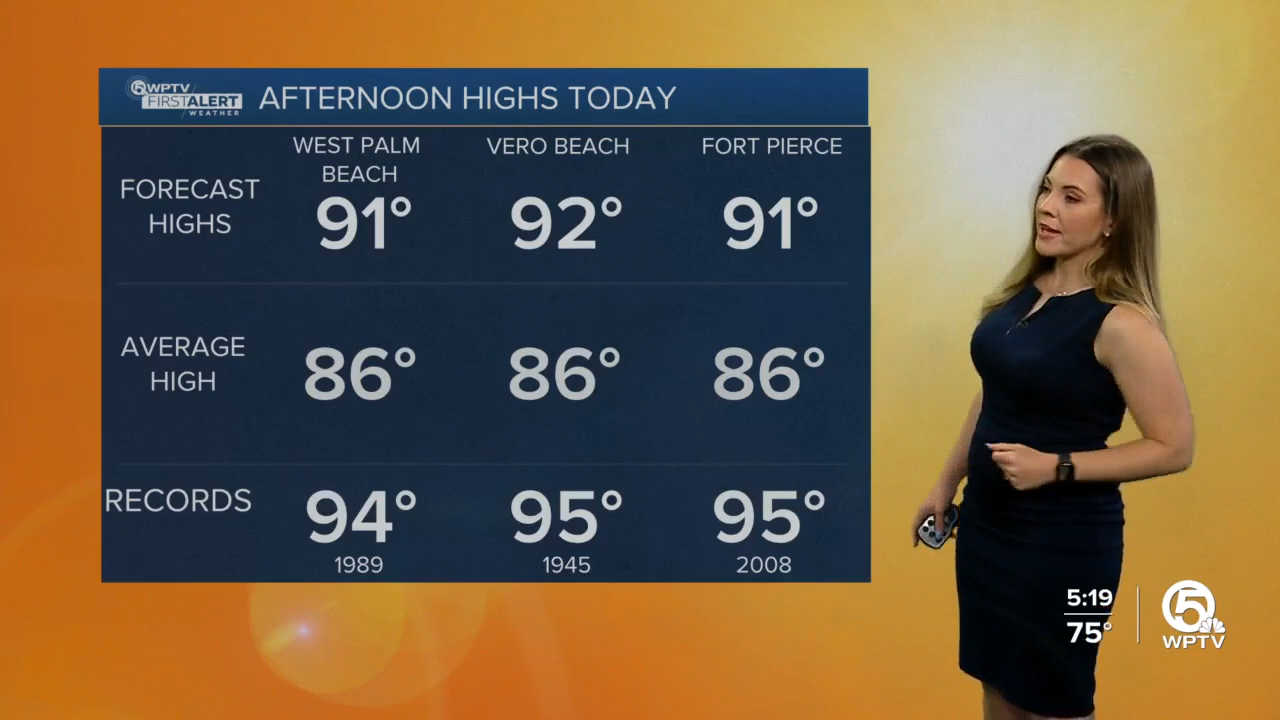 5 WPTV
FIRST ALERT
WEATHER
AFTERNOON HIGHS TODAY
WEST PALM
BEACH
VERO BEACH
FORT PIERCE
FORECAST
HIGHS
91°
92°
91°
AVERAGE
HIGH
86°
86°
86°
RECORDS
94°
95°
95°
1989
1945
2008
5:19
75°
5
WPTV